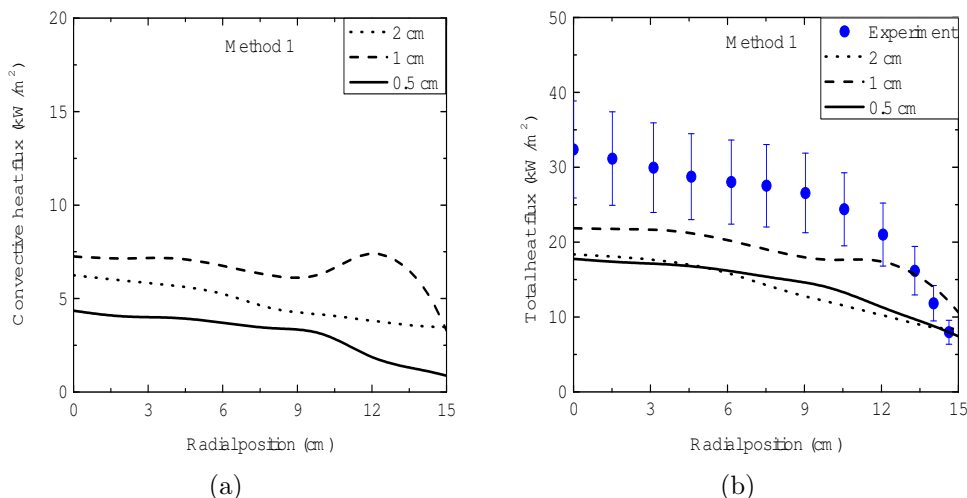 Convective heat flux (kW/m²)
20
15
10
5
0
Method 1
2 cm
1 cm
0.5 cm
0 3 6 9 12 15
Radial position (cm)
(a)
Total heat flux (kW/m²)
50
40
30
20
10
0
Method 1
Experiment
2 cm
1 cm
0.5 cm
0 3 6 9 12 15
Radial position (cm)
(b)